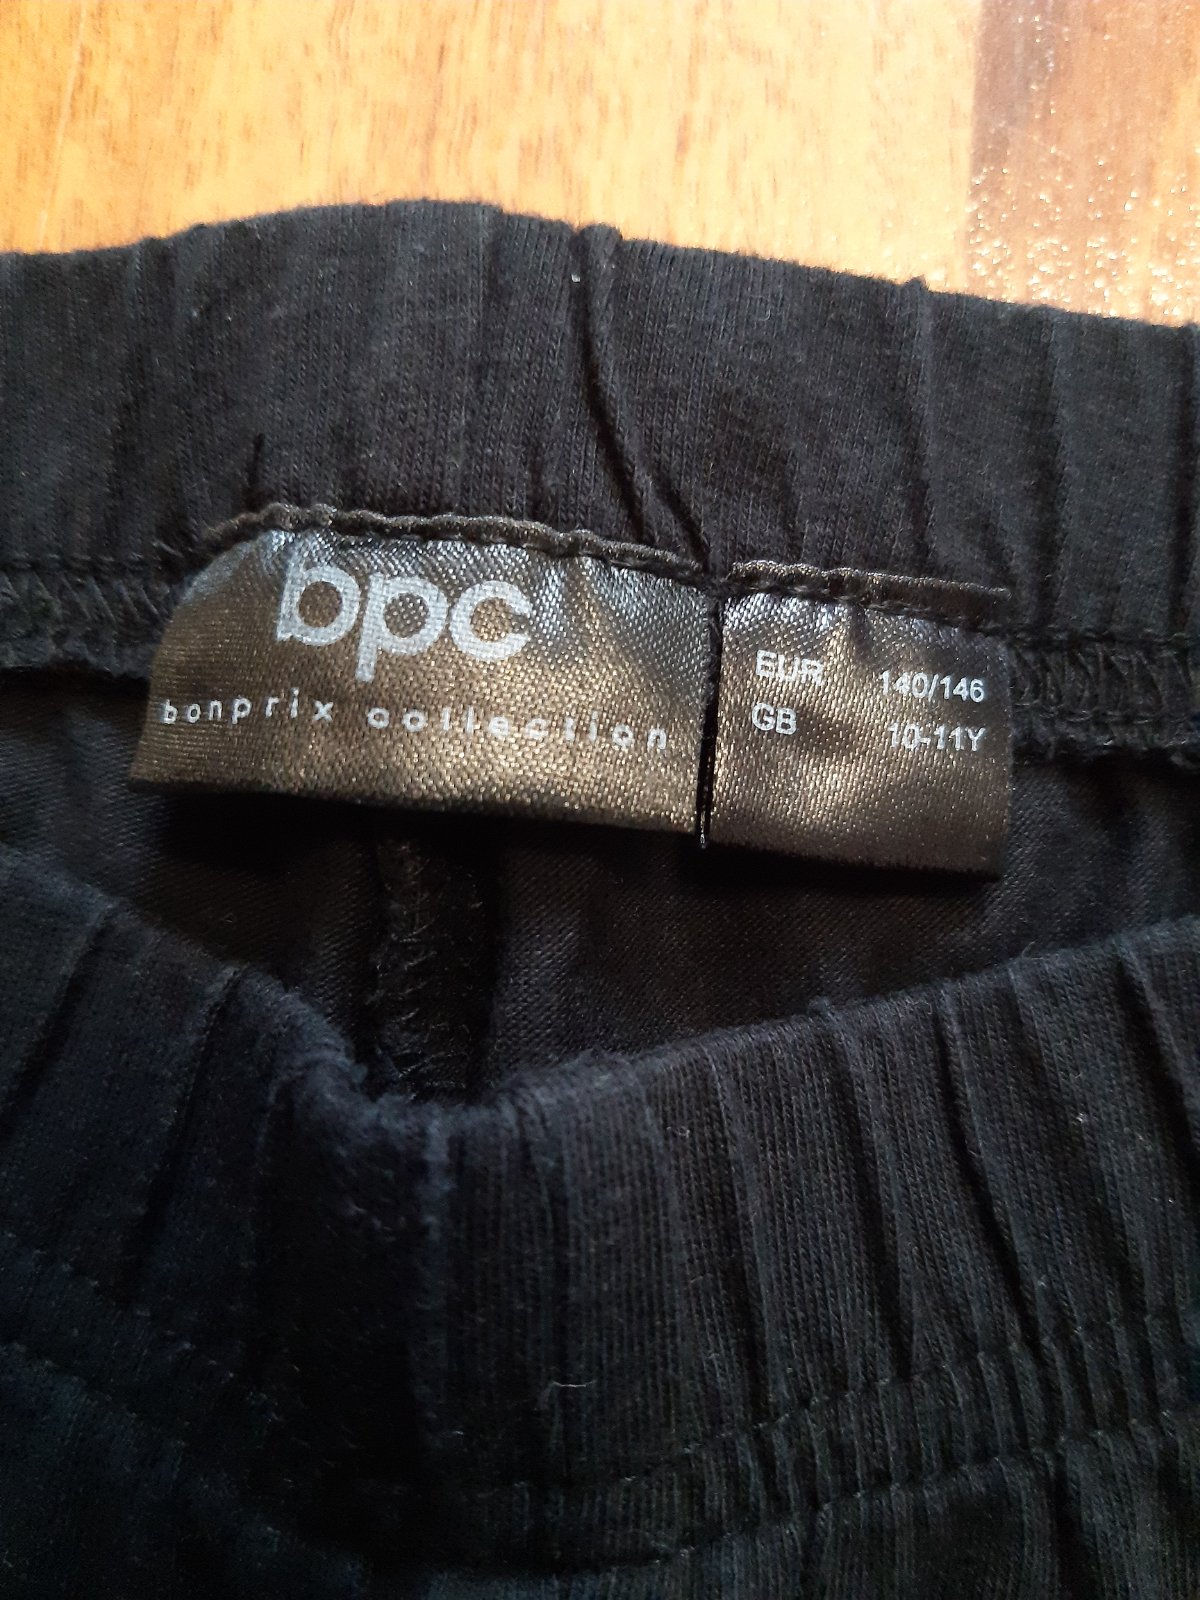 bpc
bonprix collection
EUR 140/146
GB 10-11Y